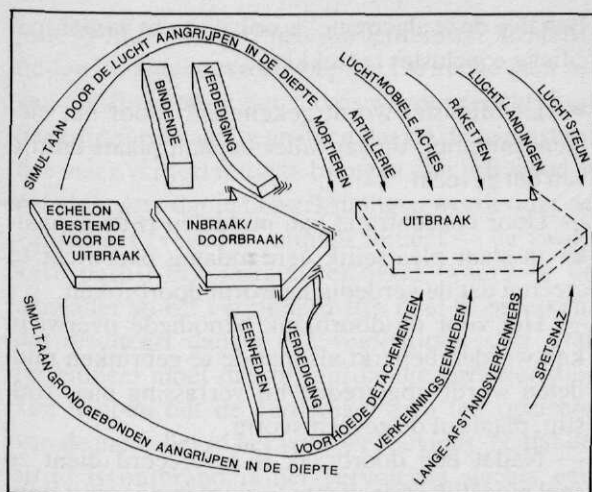 SIMULTAAN DOOR DE LUCHT AANGRIJPEN IN DE DIEPTE
BINDENDE
VERDEDIGING
MORTIEREN
ARTILLERIE
LUCHTMOBIELE ACTIES
RAKETTEN
LUCHT-LANDINGEN
LUCHTSTEUN
ECHELON
BESTEMD
VOOR DE
UITBRAAK
INBRAAK/
DOORBRAAK
UITBRAAK
EENHEDEN
VERDEDIGING
SIMULTAAN GRONDGEBONDEN AANGRIJPEN IN DE DIEPTE
VOORHOEDE DETACHEMENTEN
VERKENNINGS EENHEDEN
LANGE-AFSTANDSVERKENNERS
SPETSNAZ